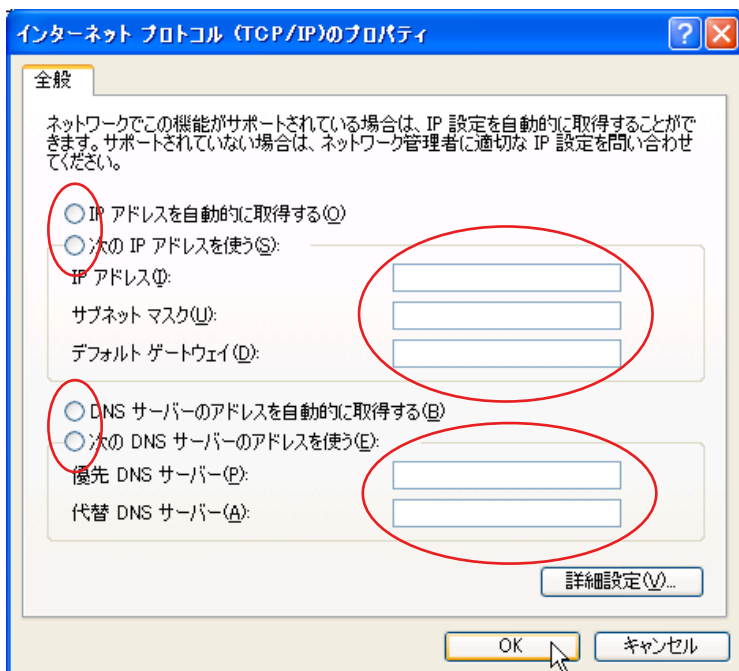 インターネット プロトコル (TCP/IP)のプロパティ
?
全般
ネットワークでこの機能がサポートされている場合は、IP 設定を自動的に取得することがで
きます。サポートされていない場合は、ネットワーク管理者に適切な IP 設定を問い合わせ
てください。
IP アドレスを自動的に取得する(O)
次の IP アドレスを使う(S):
IP アドレス(I):
サブネット マスク(U):
デフォルト ゲートウェイ(D):
DNS サーバーのアドレスを自動的に取得する(B)
次の DNS サーバーのアドレスを使う(E):
優先 DNS サーバー(P):
代替 DNS サーバー(A):
詳細設定(V)...
OK キャンセル